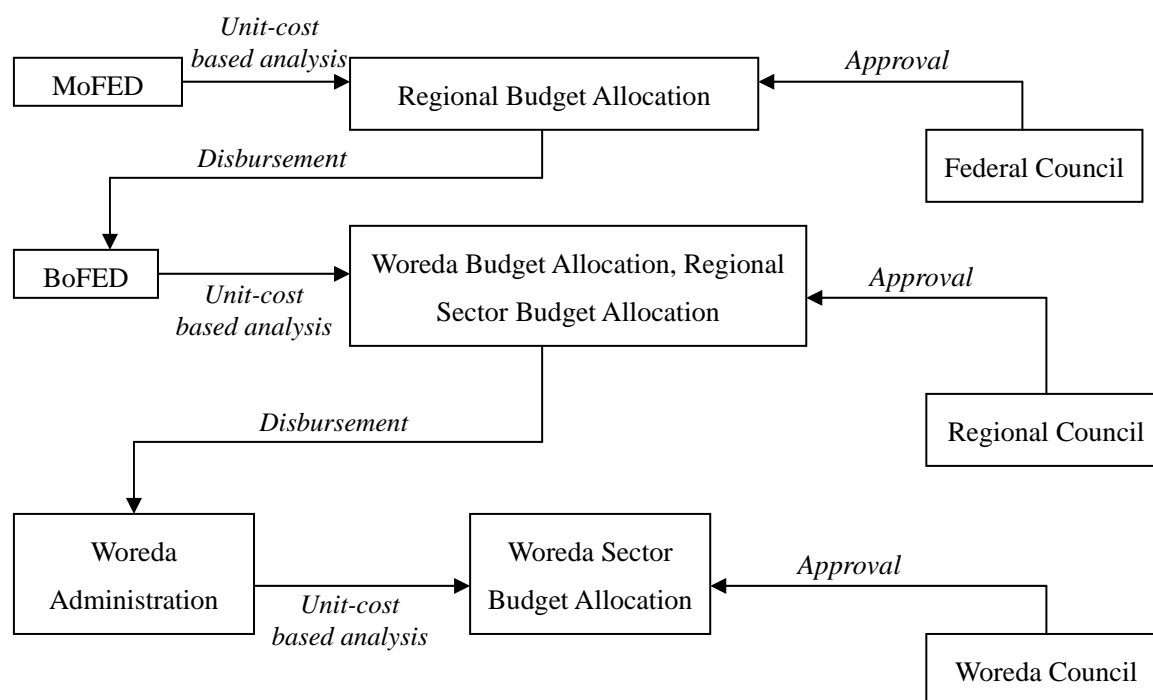 Unit-cost
based analysis
MoFED
Regional Budget Allocation
Approval
Federal Council
Disbursement
BoFED
Unit-cost
based analysis
Woreda Budget Allocation, Regional
Sector Budget Allocation
Approval
Regional Council
Disbursement
Woreda
Administration
Unit-cost
based analysis
Woreda Sector
Budget Allocation
Approval
Woreda Council